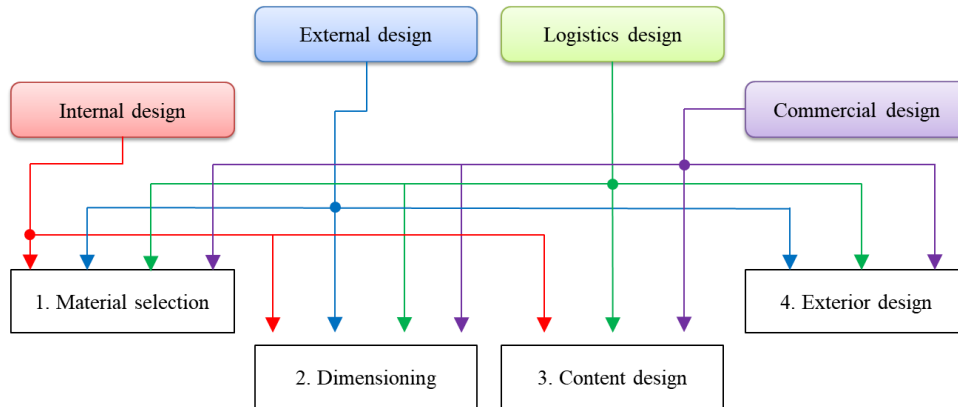 External design
Logistics design
Internal design
Commercial design
1. Material selection
4. Exterior design
2. Dimensioning
3. Content design